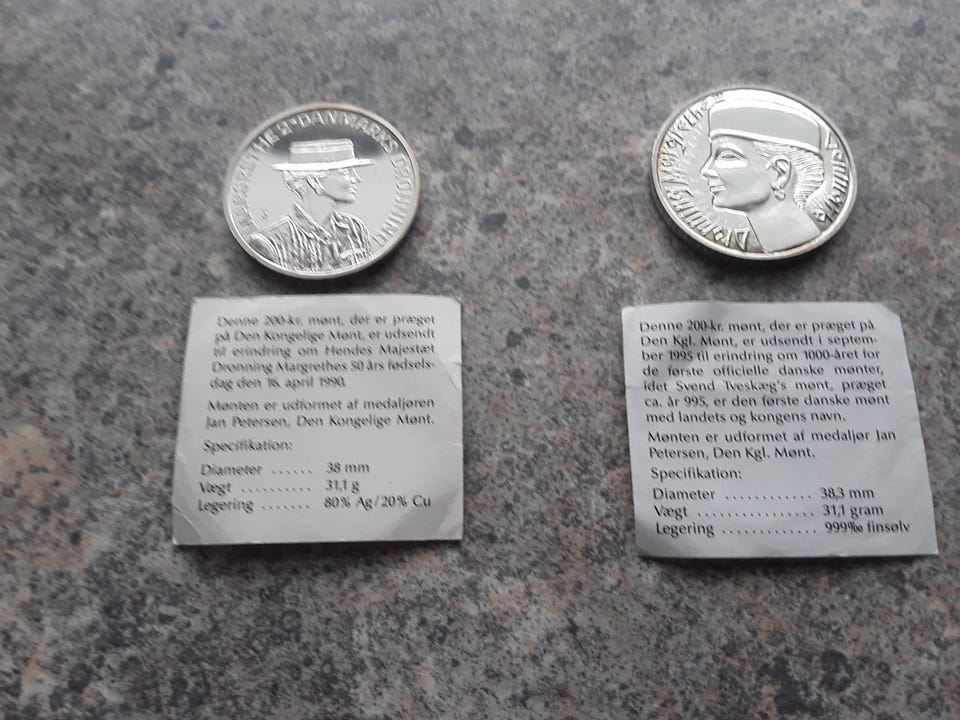 MARGRETHE 2· DANMARKS DRONNING
Dronning Margrethe
Denne 200-kr. mønt, der er præget
på Den Kongelige Mønt, er udsendt
til erindring om Hendes Majestæt
Dronning Margrethes 50 års fødsels-
dag den 16. april 1990.
Mønten er udformet af medaljøren
Jan Petersen, Den Kongelige Mønt.
Specifikation:
Diameter ...... 38 mm
Vægt .......... 31,1 g
Legering ....... 80% Ag/20% Cu
Denne 200-kr. mønt, der er præget på
Den Kgl. Mønt, er udsendt i septem-
ber 1995 til erindring om 1000-året for
de første officielle danske mønter,
idet Svend Tveskæg's mønt, præget
ca. år 995, er den første danske mønt
med landets og kongens navn.
Mønten er udformet af medaljør Jan
Petersen, Den Kgl. Mønt.
Specifikation:
Diameter ............ 38,3 mm
Vægt ................ 31,1 gram
Legering ............. 999‰ finsølv